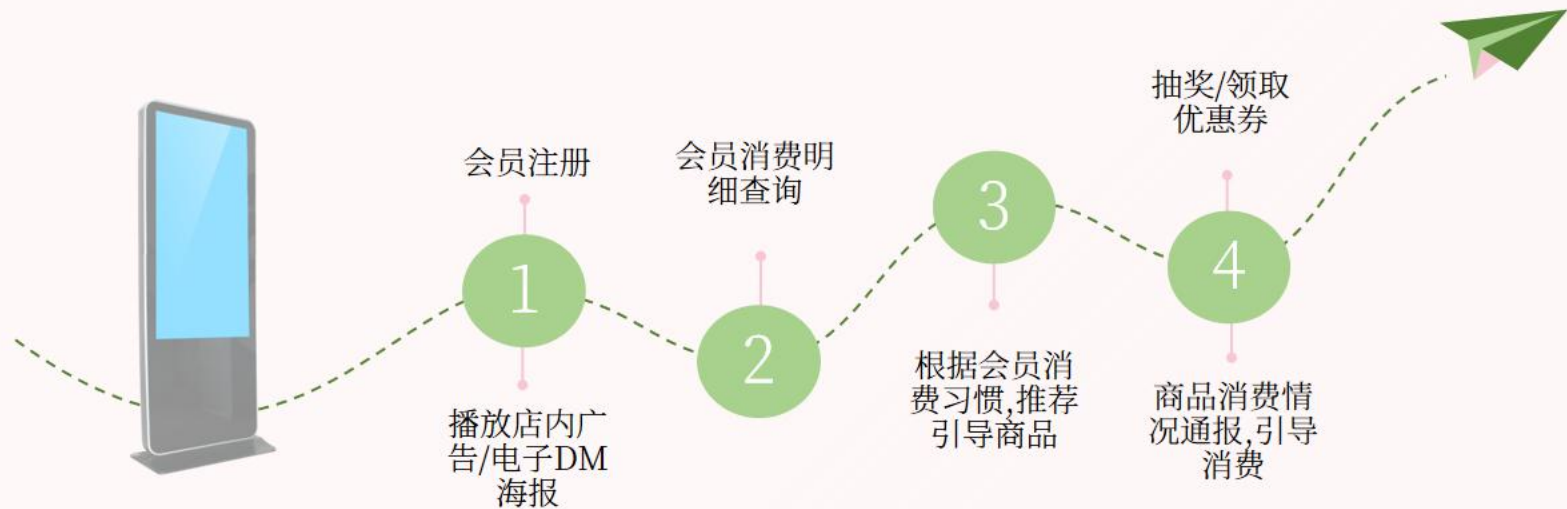 会员注册
1
播放店内广
告/电子DM
海报
会员消费明
细查询
2
3
根据会员消
费习惯,推荐
引导商品
抽奖/领取
优惠券
4
商品消费情
况通报,引导
消费